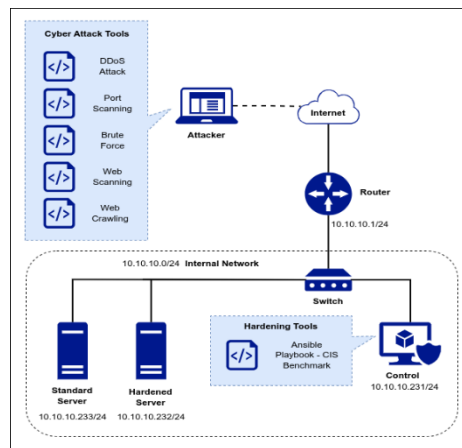 Cyber Attack Tools
DDoS
Attack
Port
Scanning
Brute
Force
Web
Scanning
Web
Crawling
Attacker
Internet
Router
10.10.10.1/24
10.10.10.0/24 Internal Network
Switch
Hardening Tools
Ansible
Playbook - CIS
Benchmark
Control
10.10.10.231/24
Standard
Server
10.10.10.233/24
Hardened
Server
10.10.10.232/24